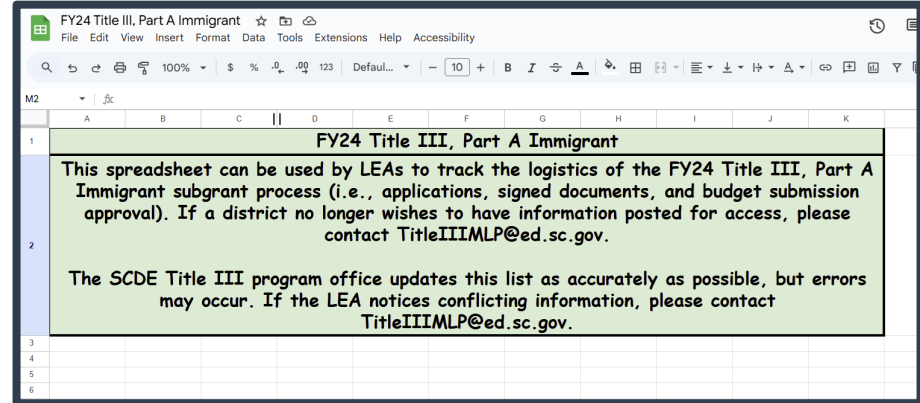 FY24 Title III, Part A Immigrant
File Edit View Insert Format Data Tools Extensions Help Accessibility
100% $ % .0 .00 123 Defaul... − 10 + B I A
M2 fx
A B C D E F G H I J K
1 FY24 Title III, Part A Immigrant
This spreadsheet can be used by LEAs to track the logistics of the FY24 Title III, Part A
Immigrant subgrant process (i.e., applications, signed documents, and budget submission
approval). If a district no longer wishes to have information posted for access, please
contact TitleIIIMLP@ed.sc.gov.
2
The SCDE Title III program office updates this list as accurately as possible, but errors
may occur. If the LEA notices conflicting information, please contact
TitleIIIMLP@ed.sc.gov.
3
4
5
6